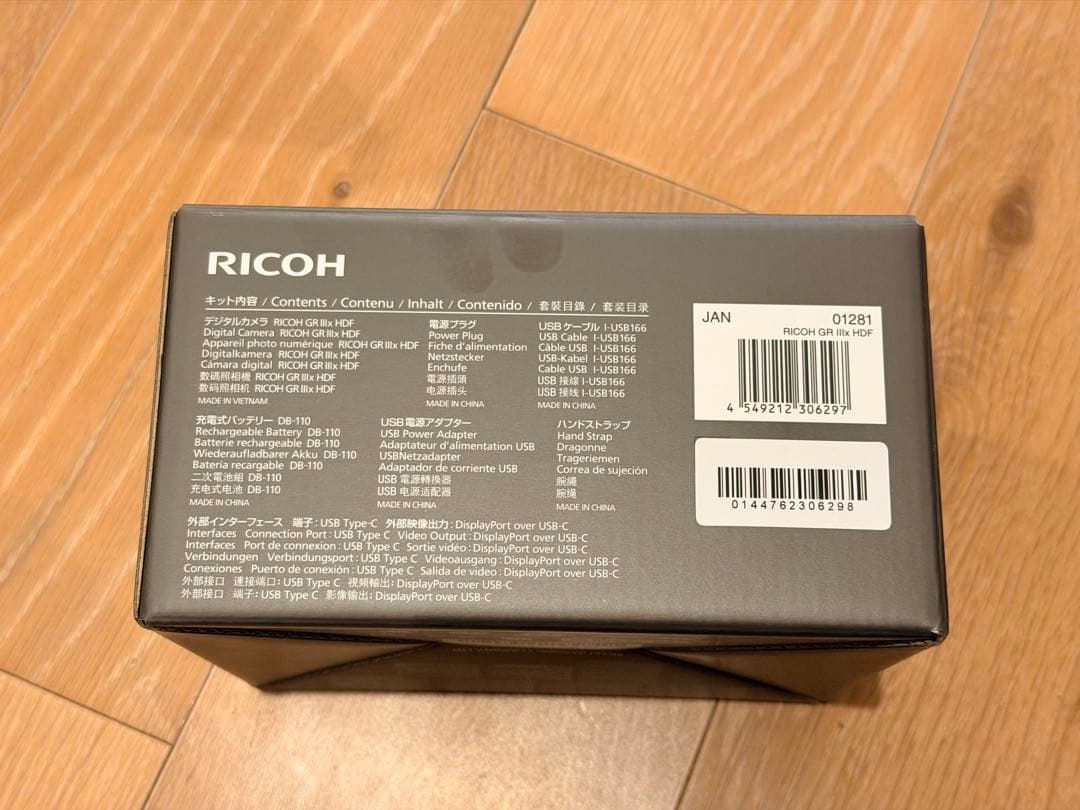 RICOH
キット内容 / Contents / Contenu / Inhalt / Contenido / 套裝目錄 / 套装目录
デジタルカメラ RICOH GR IIIx HDF
Digital Camera RICOH GR IIIx HDF
Appareil photo numérique RICOH GR IIIx HDF
Digitalkamera RICOH GR IIIx HDF
Cámara digital RICOH GR IIIx HDF
數碼照相機 RICOH GR IIIx HDF
数码照相机 RICOH GR IIIx HDF
MADE IN VIETNAM
電源プラグ
Power Plug
Fiche d'alimentation
Netzstecker
Enchufe
電源插頭
电源插头
MADE IN CHINA
USBケーブル I-USB166
USB Cable I-USB166
Câble USB I-USB166
USB-Kabel I-USB166
Cable USB I-USB166
USB 接線 I-USB166
USB 接线 I-USB166
MADE IN CHINA
充電式バッテリー DB-110
Rechargeable Battery DB-110
Batterie rechargeable DB-110
Wiederaufladbarer Akku DB-110
Batería recargable DB-110
二次電池組 DB-110
充电式电池 DB-110
MADE IN CHINA
USB電源アダプター
USB Power Adapter
Adaptateur d'alimentation USB
USBNetzadapter
Adaptador de corriente USB
USB 電源轉換器
USB 电源适配器
MADE IN CHINA
ハンドストラップ
Hand Strap
Dragonne
Trageriemen
Correa de sujeción
腕繩
腕绳
MADE IN CHINA
外部インターフェース 端子：USB Type-C 外部映像出力：DisplayPort over USB-C
Interfaces Connection Port : USB Type C Video Output : DisplayPort over USB-C
Interfaces Port de connexion : USB Type C Sortie vidéo : DisplayPort over USB-C
Verbindungen Verbindungsport : USB Type C Videoausgang : DisplayPort over USB-C
Conexiones Puerto de conexión : USB Type C Salida de vídeo : DisplayPort over USB-C
外部接口 連接端口：USB Type C 視頻輸出：DisplayPort over USB-C
外部接口 端子：USB Type C 影像输出：DisplayPort over USB-C
JAN 01281
RICOH GR IIIx HDF
4 549212 306297
0144762306298